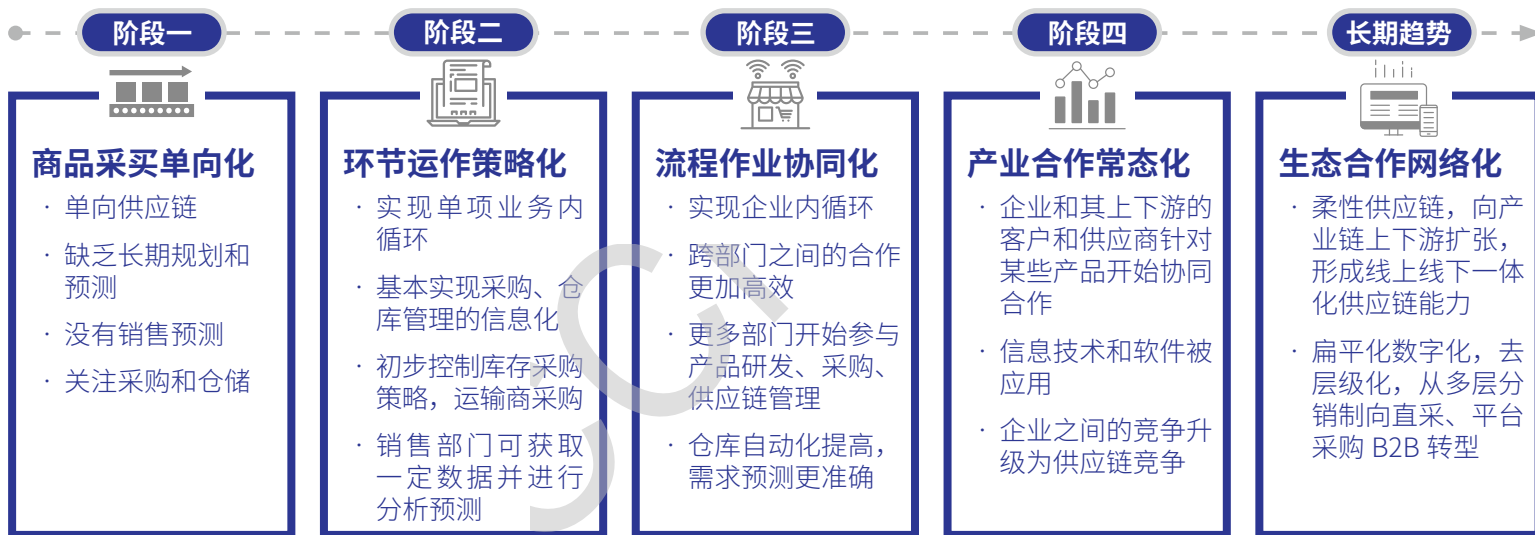 阶段一
阶段二
阶段三
阶段四
长期趋势
商品采买单向化
· 单向供应链
· 缺乏长期规划和
预测
· 没有销售预测
· 关注采购和仓储
环节运作策略化
· 实现单项业务内
循环
· 基本实现采购、仓
库管理的信息化
· 初步控制库存采购
策略，运输商采购
· 销售部门可获取
一定数据并进行
分析预测
流程作业协同化
· 实现企业内循环
· 跨部门之间的合作
更加高效
· 更多部门开始参与
产品研发、采购、
供应链管理
· 仓库自动化提高，
需求预测更准确
产业合作常态化
· 企业和其上下游的
客户和供应商针对
某些产品开始协同
合作
· 信息技术和软件被
应用
· 企业之间的竞争升
级为供应链竞争
生态合作网络化
· 柔性供应链，向产
业链上下游扩张，
形成线上线下一体
化供应链能力
· 扁平化数字化，去
层级化，从多层分
销制向直采、平台
采购 B2B 转型